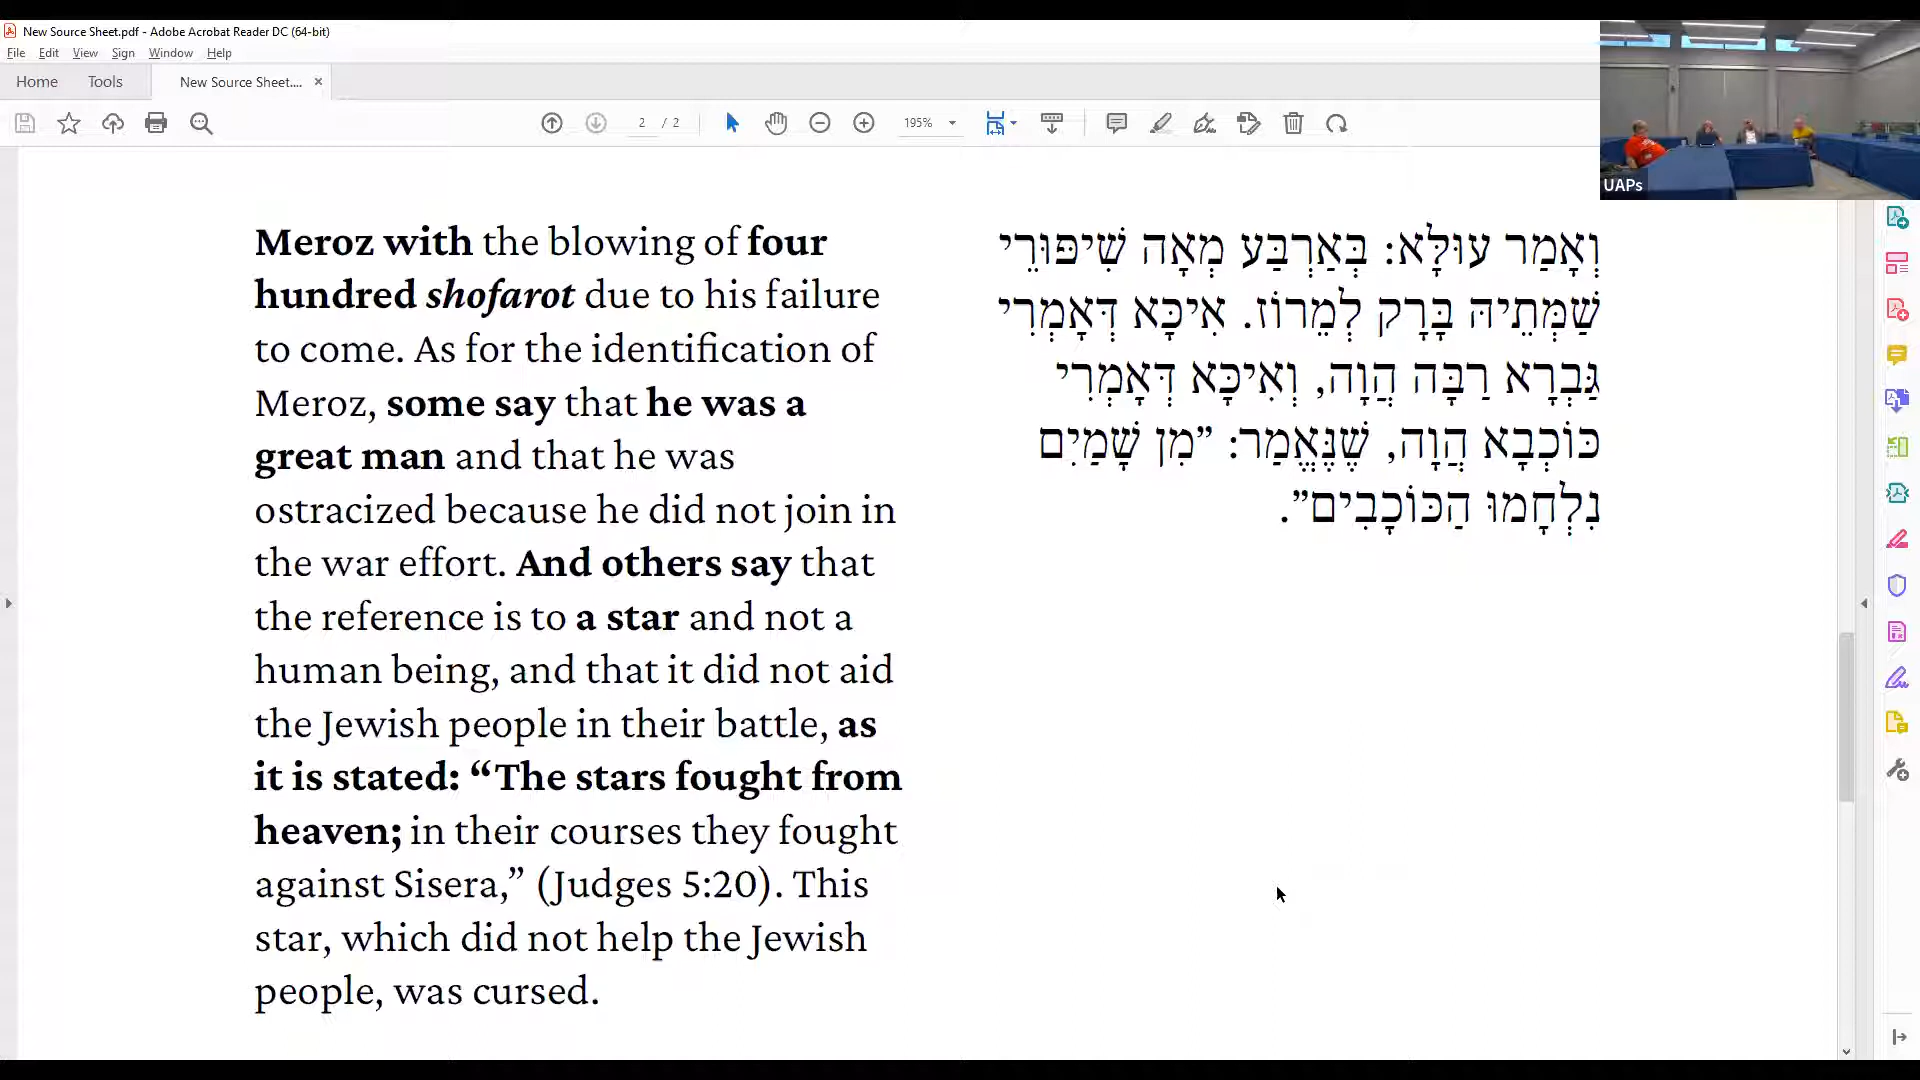 New Source Sheet.pdf - Adobe Acrobat Reader DC (64-bit)
File Edit View Sign Window Help
Home Tools New Source Sheet.... ×
2 / 2 195%
UAPs
Meroz with the blowing of four
hundred shofarot due to his failure
to come. As for the identification of
Meroz, some say that he was a
great man and that he was
ostracized because he did not join in
the war effort. And others say that
the reference is to a star and not a
human being, and that it did not aid
the Jewish people in their battle, as
it is stated: “The stars fought from
heaven; in their courses they fought
against Sisera,” (Judges 5:20). This
star, which did not help the Jewish
people, was cursed.
וְאָמַר עוּלָּא: בְּאַרְבַּע מְאָה שִׁיפּוּרֵי
שַׁמְּתֵיהּ בָּרָק לְמֵרוֹז. אִיכָּא דְּאָמְרִי
גַּבְרָא רַבָּה הֲוָה, וְאִיכָּא דְּאָמְרִי
כּוֹכְבָא הֲוָה, שֶׁנֶּאֱמַר: ״מִן שָׁמַיִם
נִלְחָמוּ הַכּוֹכָבִים״.